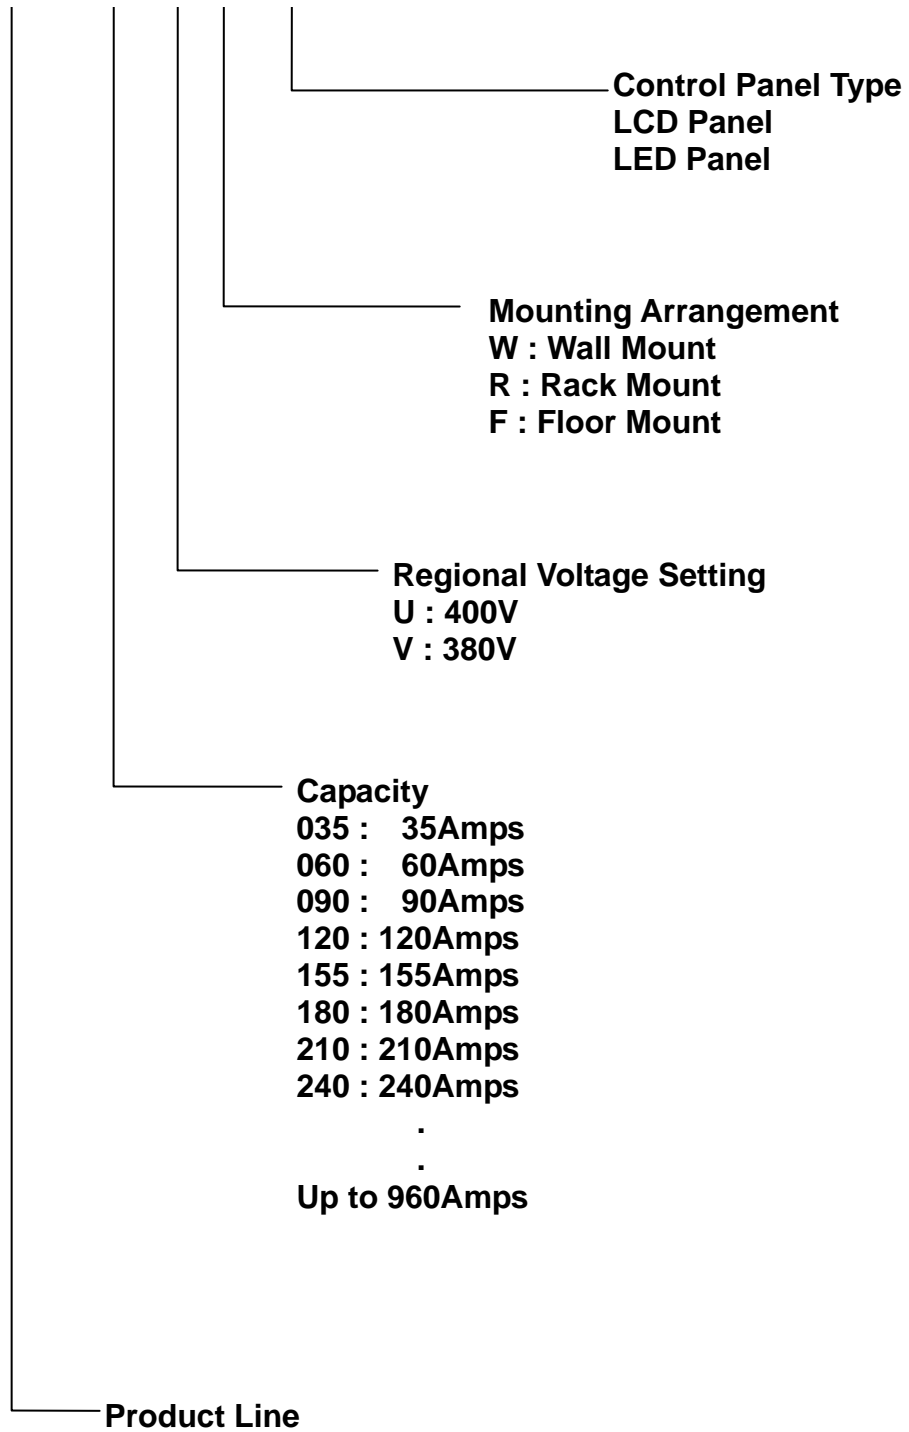 Control Panel Type
LCD Panel
LED Panel
Mounting Arrangement
W : Wall Mount
R : Rack Mount
F : Floor Mount
Regional Voltage Setting
U : 400V
V : 380V
Capacity
035 : 35Amps
060 : 60Amps
090 : 90Amps
120 : 120Amps
155 : 155Amps
180 : 180Amps
210 : 210Amps
240 : 240Amps
.
.
Up to 960Amps
Product Line